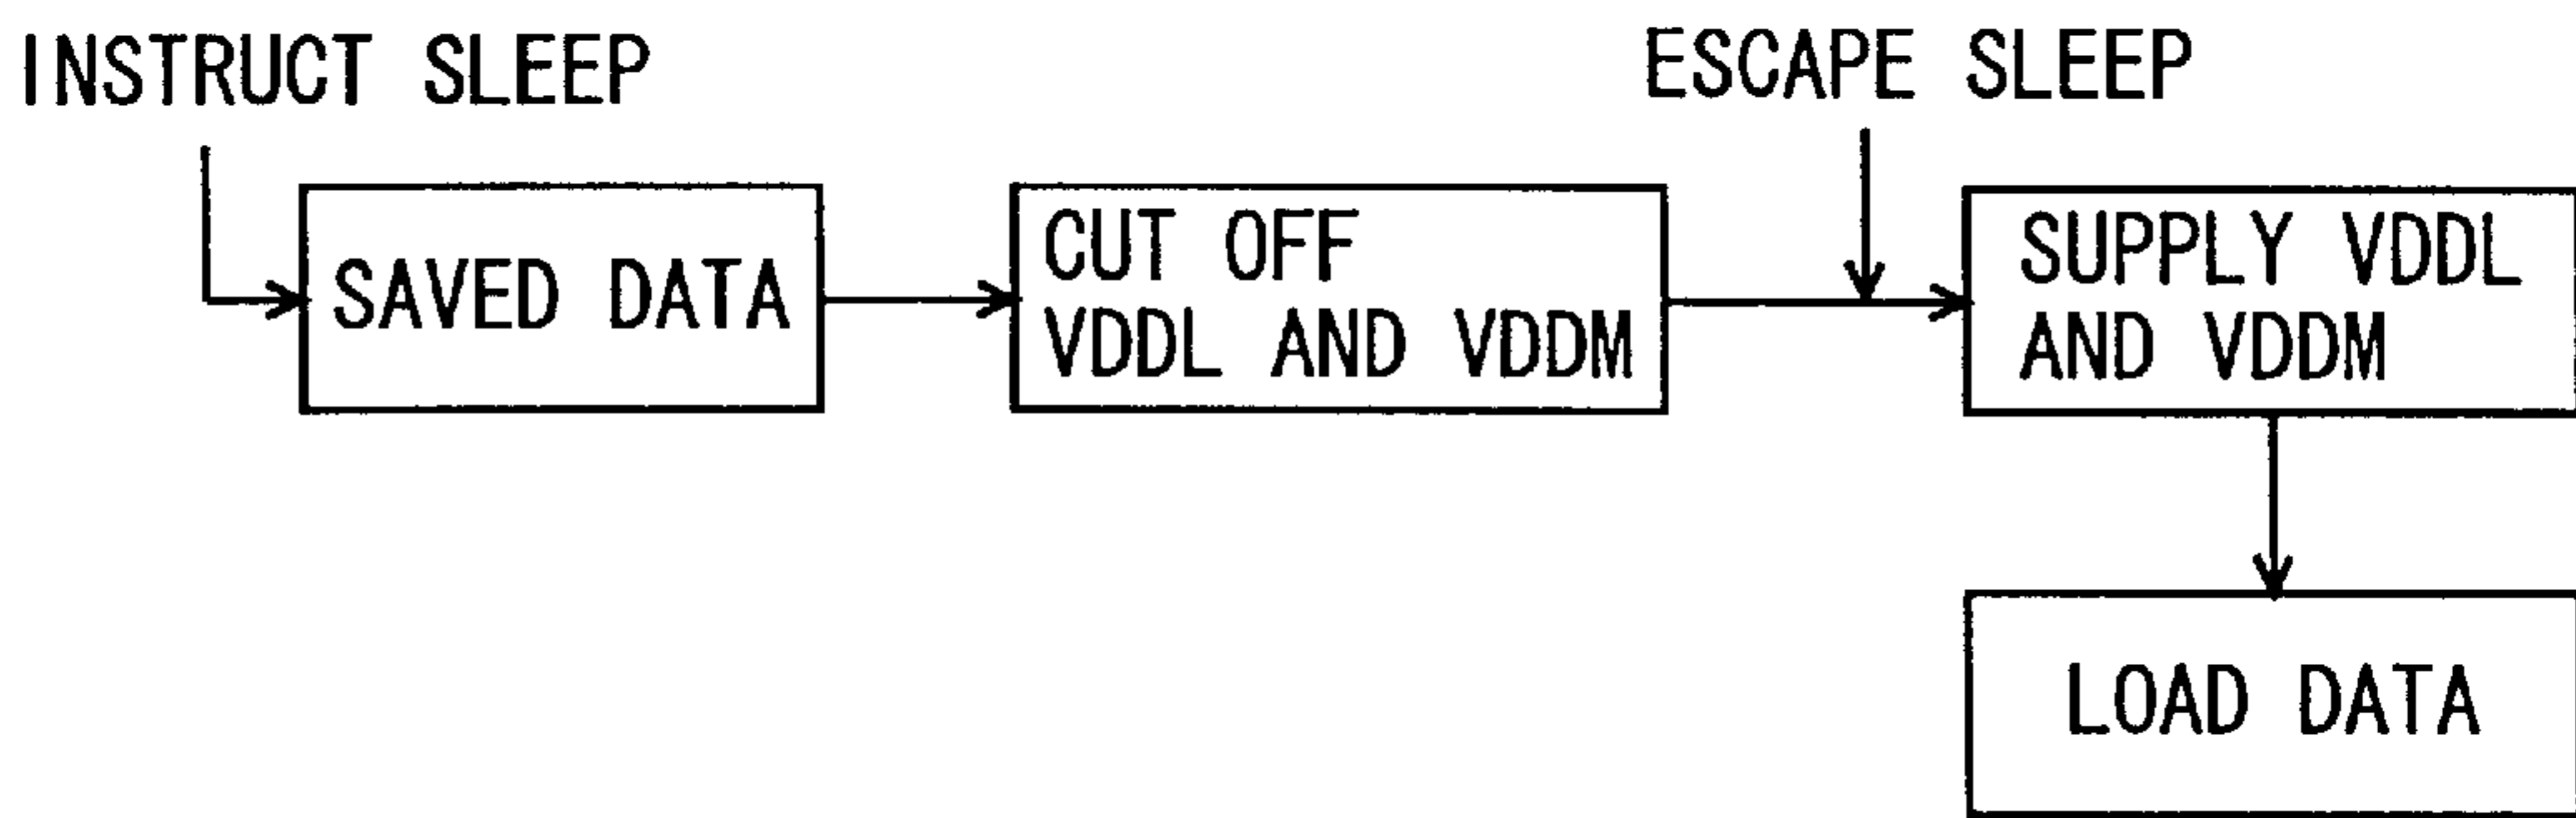 INSTRUCT SLEEP
ESCAPE SLEEP
SAVED DATA
CUT OFF
VDDL AND VDDM
SUPPLY VDDL
AND VDDM
LOAD DATA